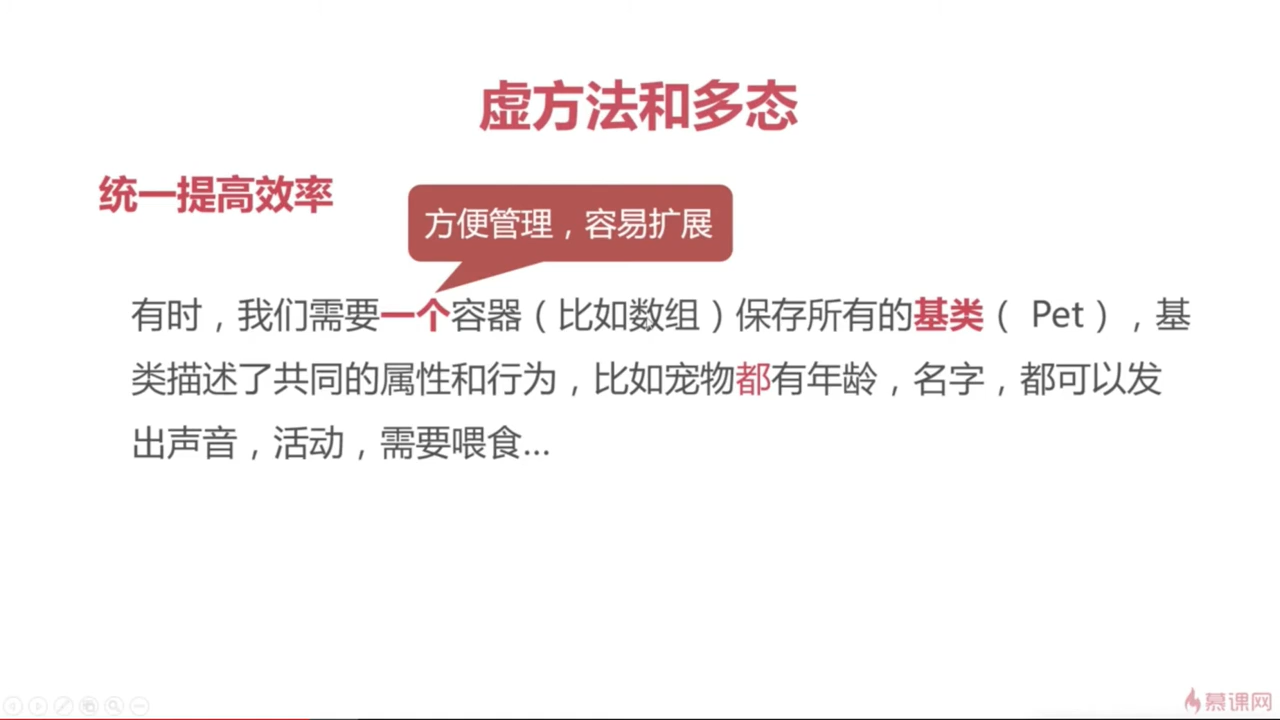 虚方法和多态
统一提高效率
方便管理，容易扩展
有时，我们需要一个容器（比如数组）保存所有的基类（ Pet ），基
类描述了共同的属性和行为，比如宠物都有年龄，名字，都可以发
出声音，活动，需要喂食...
慕课网